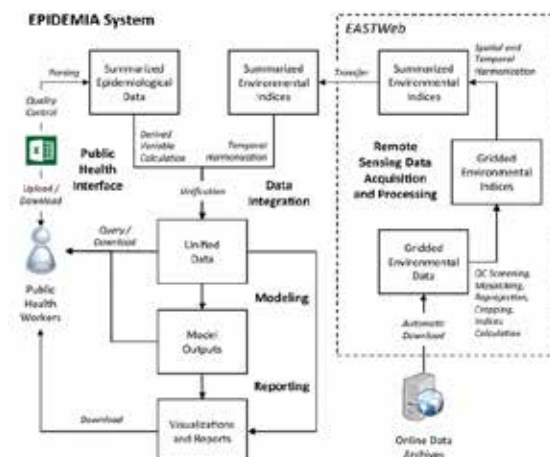 EPIDEMIA System
EASTWeb
Parsing
Summarized
Epidemiological
Data
Summarized
Environmental
Indices
Transfer
Summarized
Environmental
Indices
Spatial and
Temporal
Harmonization
Quality
Control
Derived
Variable
Calculation
Temporal
Harmonization
Public
Health
Interface
Upload /
Download
Unification
Data
Integration
Remote
Sensing Data
Acquisition
and Processing
Gridded
Environmental
Indices
Query /
Download
Unified
Data
Gridded
Environmental
Data
QC Screening,
Mosaicking,
Reprojection,
Cropping,
Indices
Calculation
Public
Health
Workers
Modeling
Model
Outputs
Automatic
Download
Reporting
Download
Visualizations
and Reports
Online Data
Archives